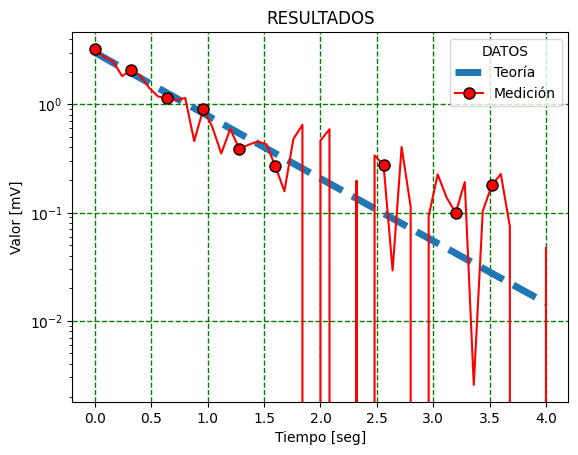 RESULTADOS
DATOS
Teoría
Medición
Valor [mV]
10⁰
10⁻¹
10⁻²
0.0 0.5 1.0 1.5 2.0 2.5 3.0 3.5 4.0
Tiempo [seg]